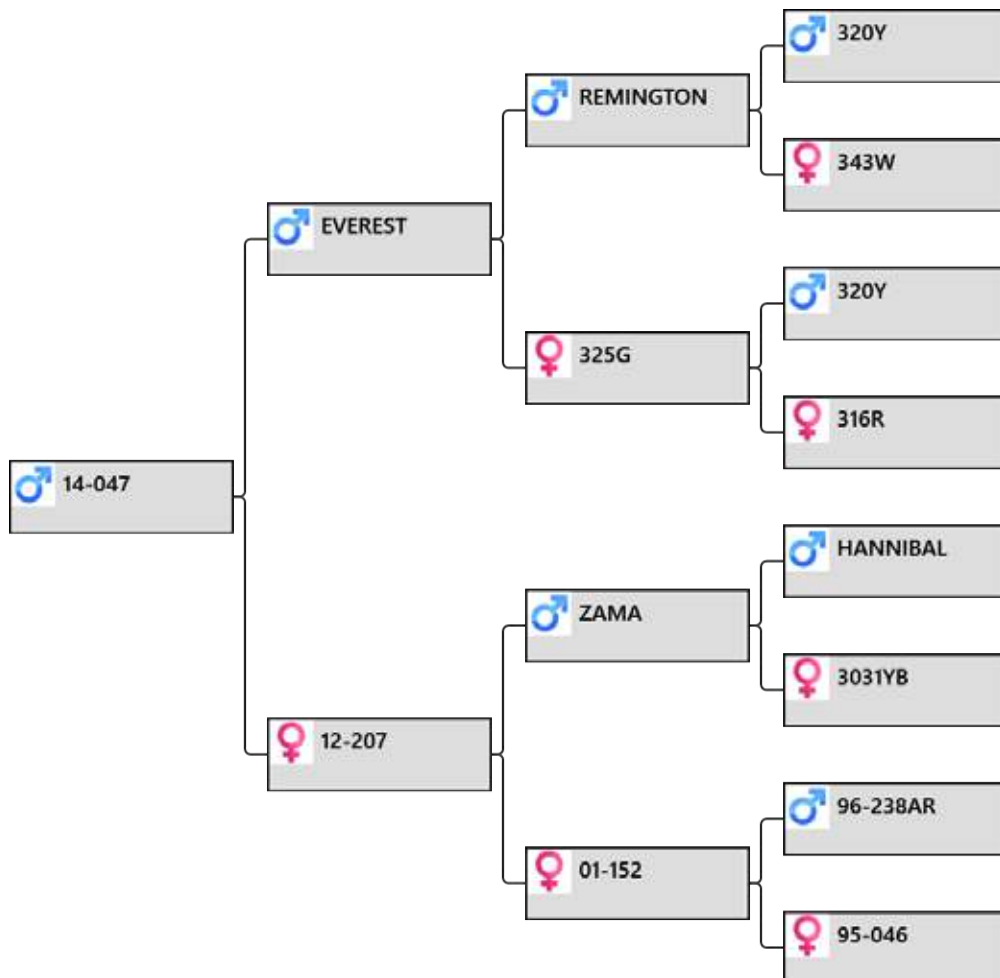 320Y
REMINGTON
343W
EVEREST
320Y
325G
316R
14-047
HANNIBAL
ZAMA
3031YB
12-207
96-238AR
01-152
95-046